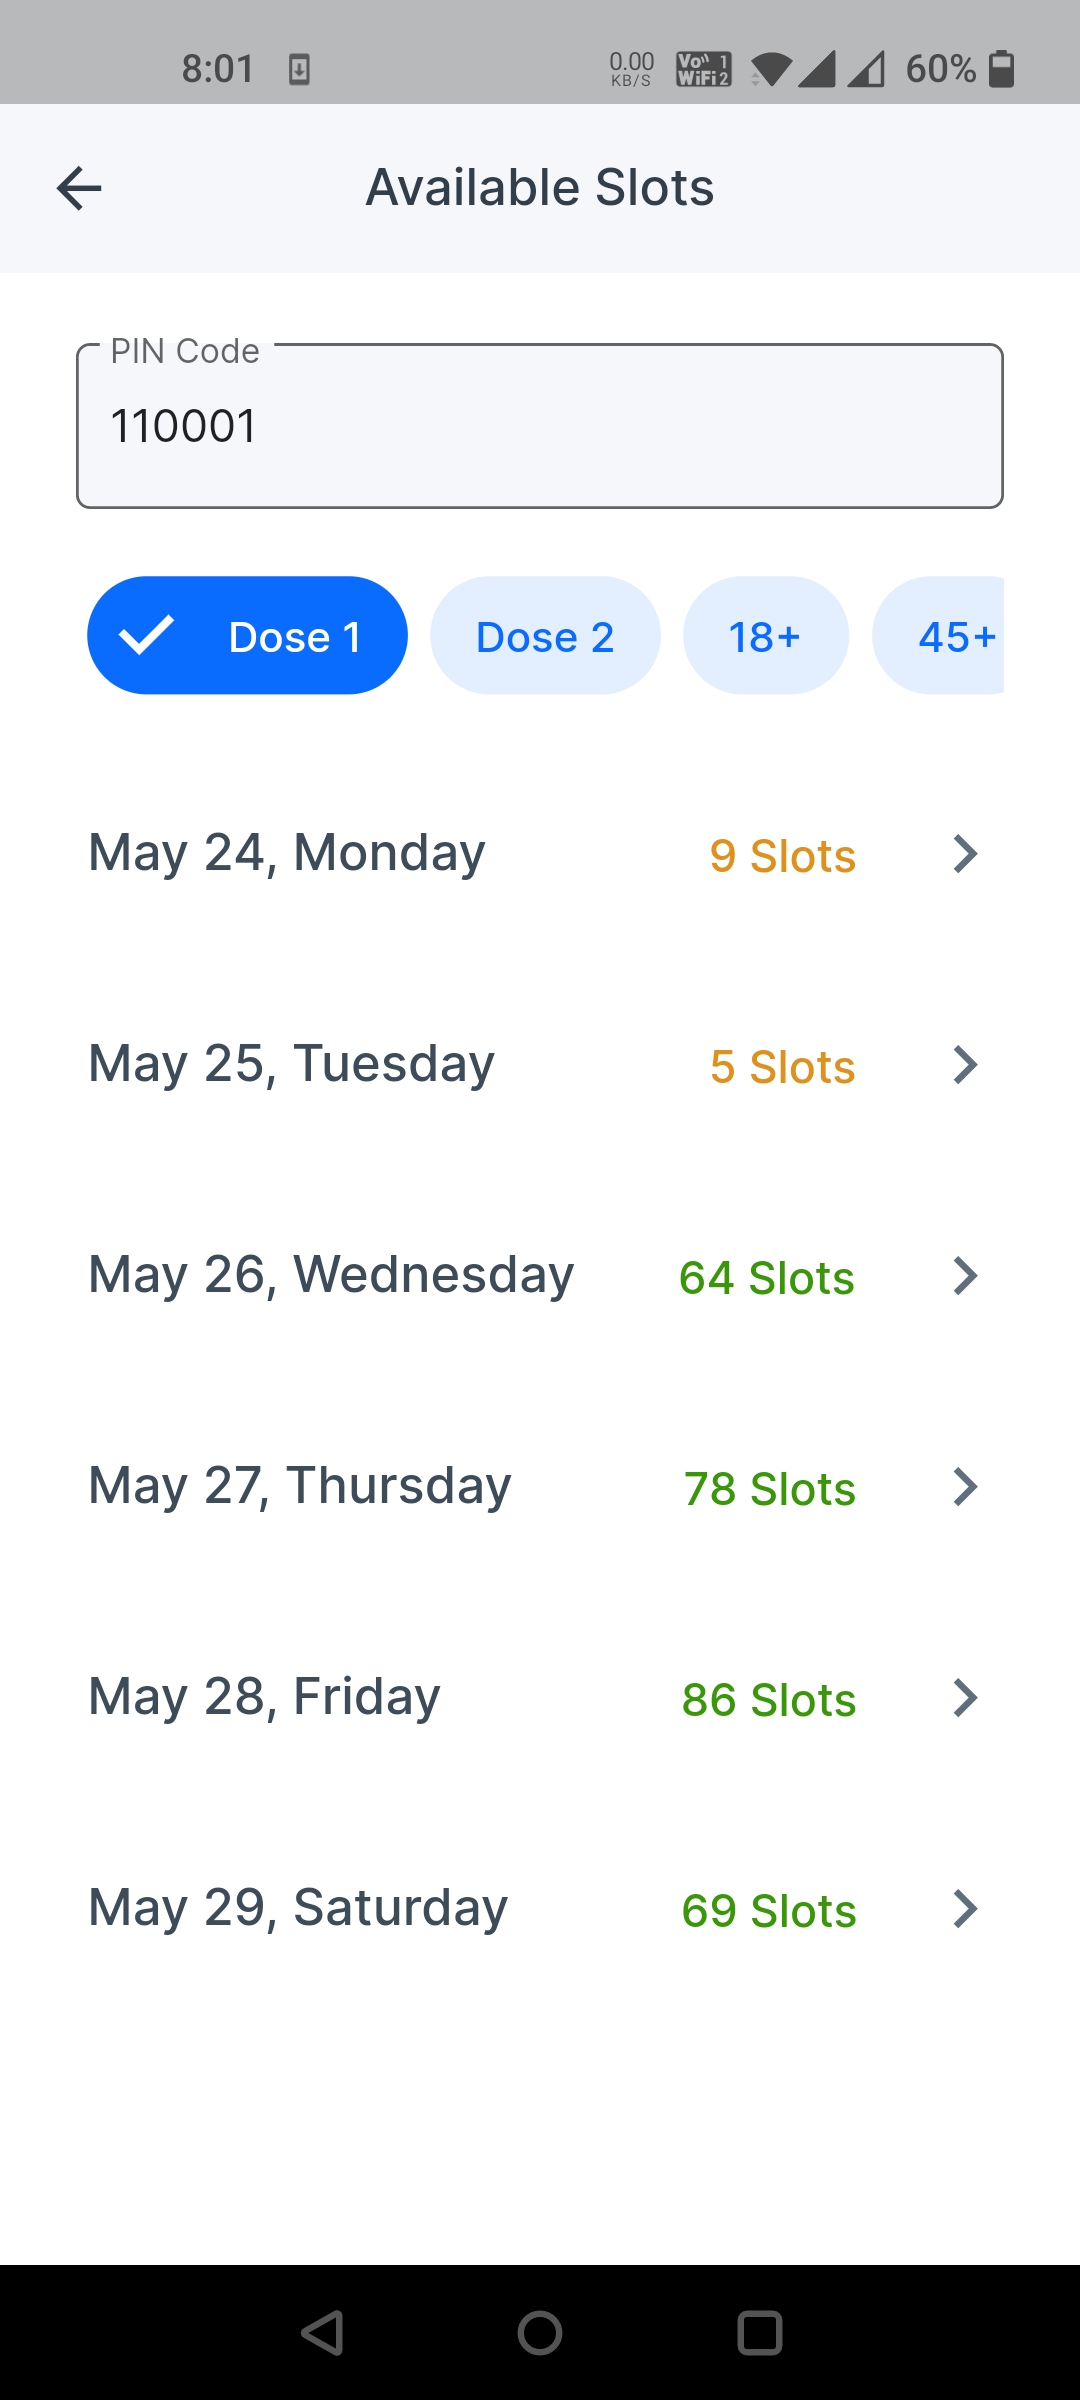 8:01 0.00 KB/S Vo WiFi 1 2 60%
Available Slots
PIN Code
110001
Dose 1 Dose 2 18+ 45+
May 24, Monday 9 Slots
May 25, Tuesday 5 Slots
May 26, Wednesday 64 Slots
May 27, Thursday 78 Slots
May 28, Friday 86 Slots
May 29, Saturday 69 Slots